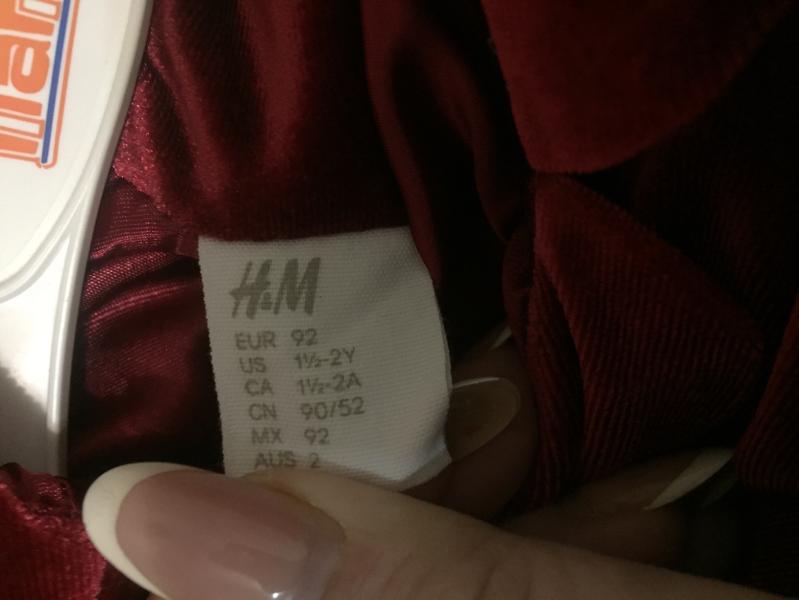 H&M
EUR 92
US 1½-2Y
CA 1½-2A
CN 90/52
MX 92
AUS 2